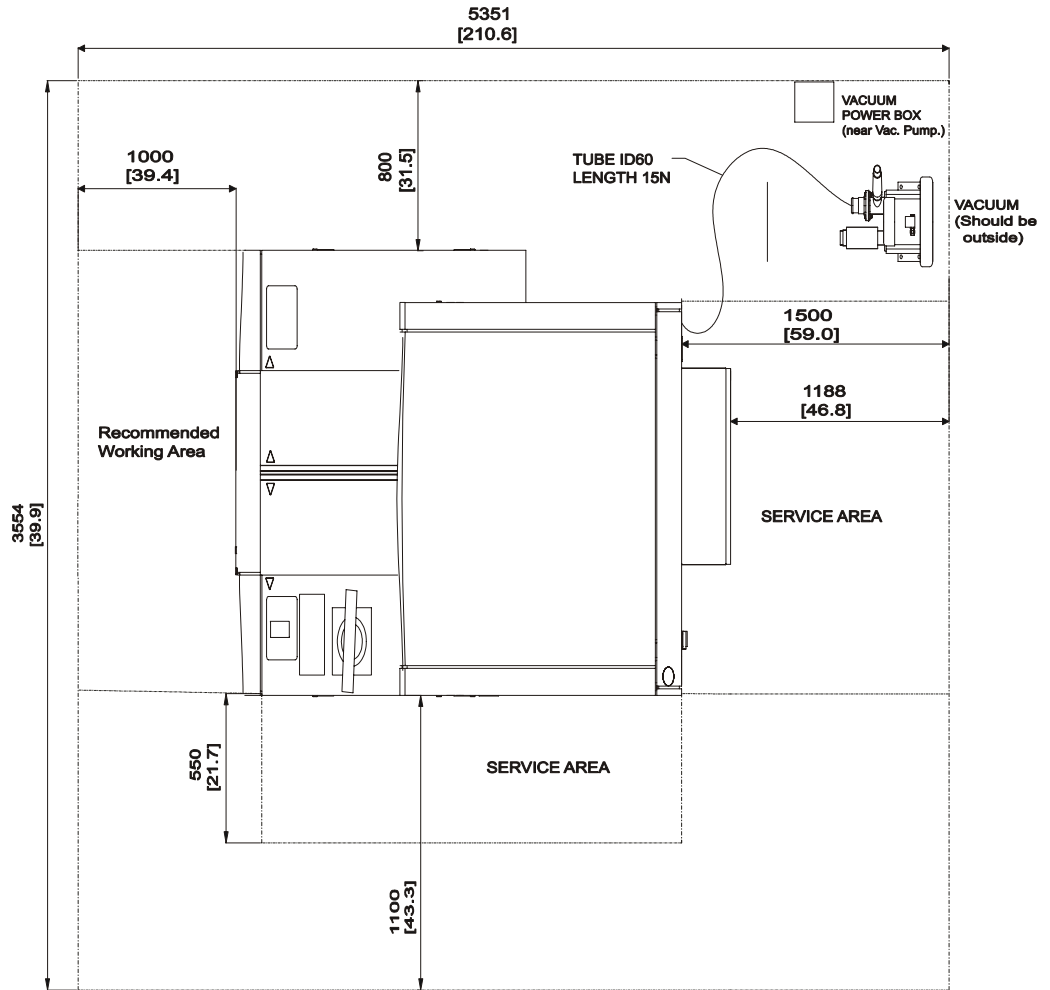 5351
[210.6]
VACUUM
POWER BOX
(near Vac. Pump.)
1000
[39.4]
800
[31.5]
TUBE ID60
LENGTH 15N
VACUUM
(Should be
outside)
1500
[59.0]
1188
[46.8]
Recommended
Working Area
3554
[39.9]
SERVICE AREA
550
[21.7]
SERVICE AREA
1100
[43.3]